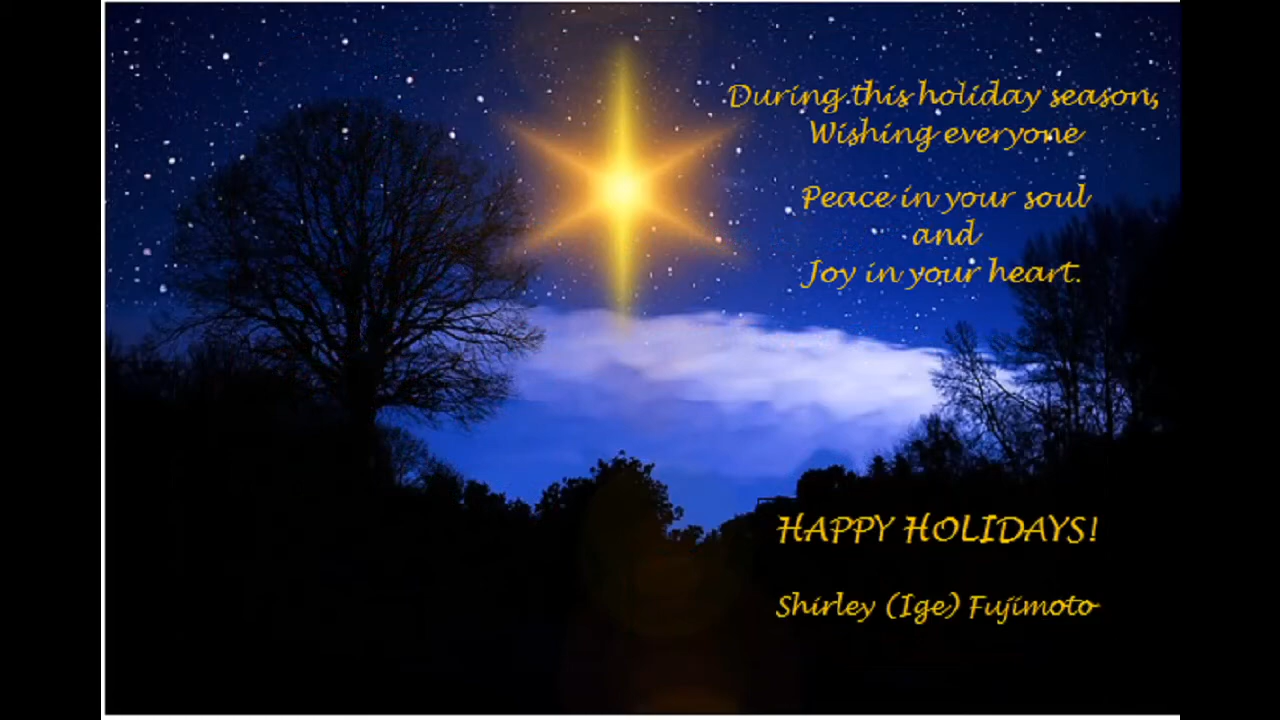 During this holiday season,
Wishing everyone
Peace in your soul
and
Joy in your heart.
HAPPY HOLIDAYS!
Shirley (Ige) Fujimoto